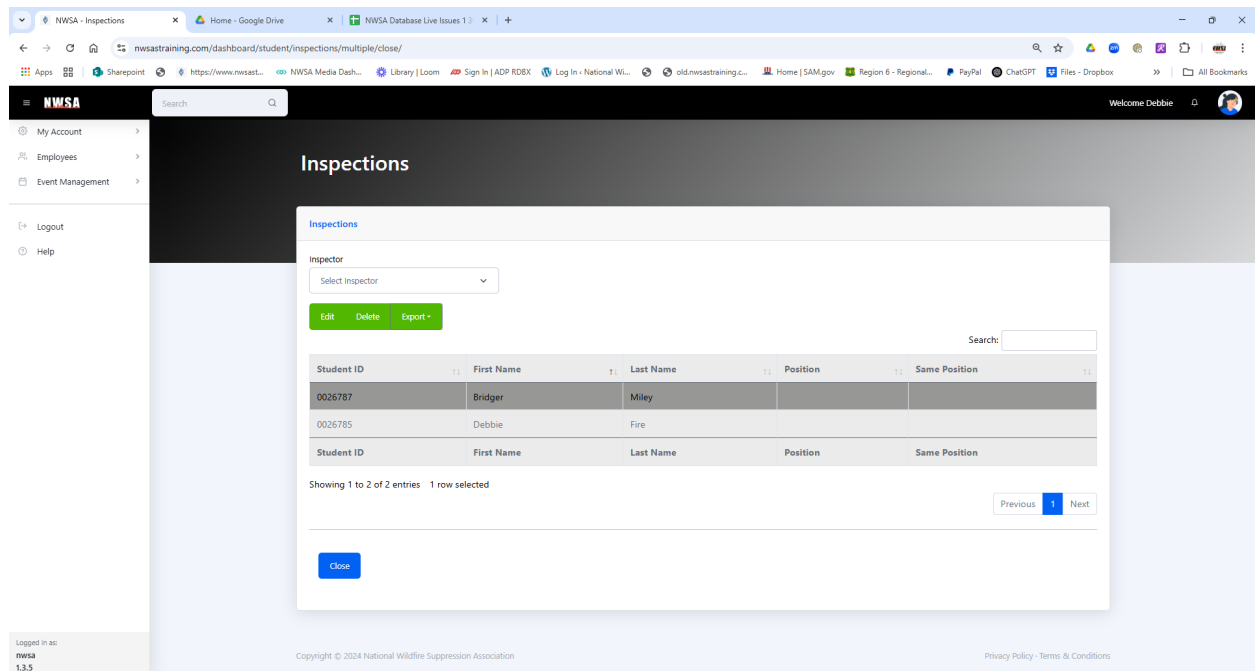 NWSA - Inspections
Home - Google Drive
NWSA Database Live Issues 1 3
nwsastraining.com/dashboard/student/inspections/multiple/close/
Apps Sharepoint https://www.nwsast... NWSA Media Dash... Library | Loom Sign In | ADP RDBX Log In ‹ National Wi... old.nwsastraining.c... Home | SAM.gov Region 6 - Regional... PayPal ChatGPT Files - Dropbox » All Bookmarks
NWSA Search Welcome Debbie
My Account
Employees
Event Management
Logout
Help
Inspections
Inspections
Inspector
Select Inspector
Edit Delete Export
Search:
Student ID First Name Last Name Position Same Position
0026787 Bridger Miley
0026785 Debbie Fire
Student ID First Name Last Name Position Same Position
Showing 1 to 2 of 2 entries 1 row selected
Previous 1 Next
Close
Logged in as:
nwsa
1.3.5
Copyright © 2024 National Wildfire Suppression Association
Privacy Policy · Terms & Conditions